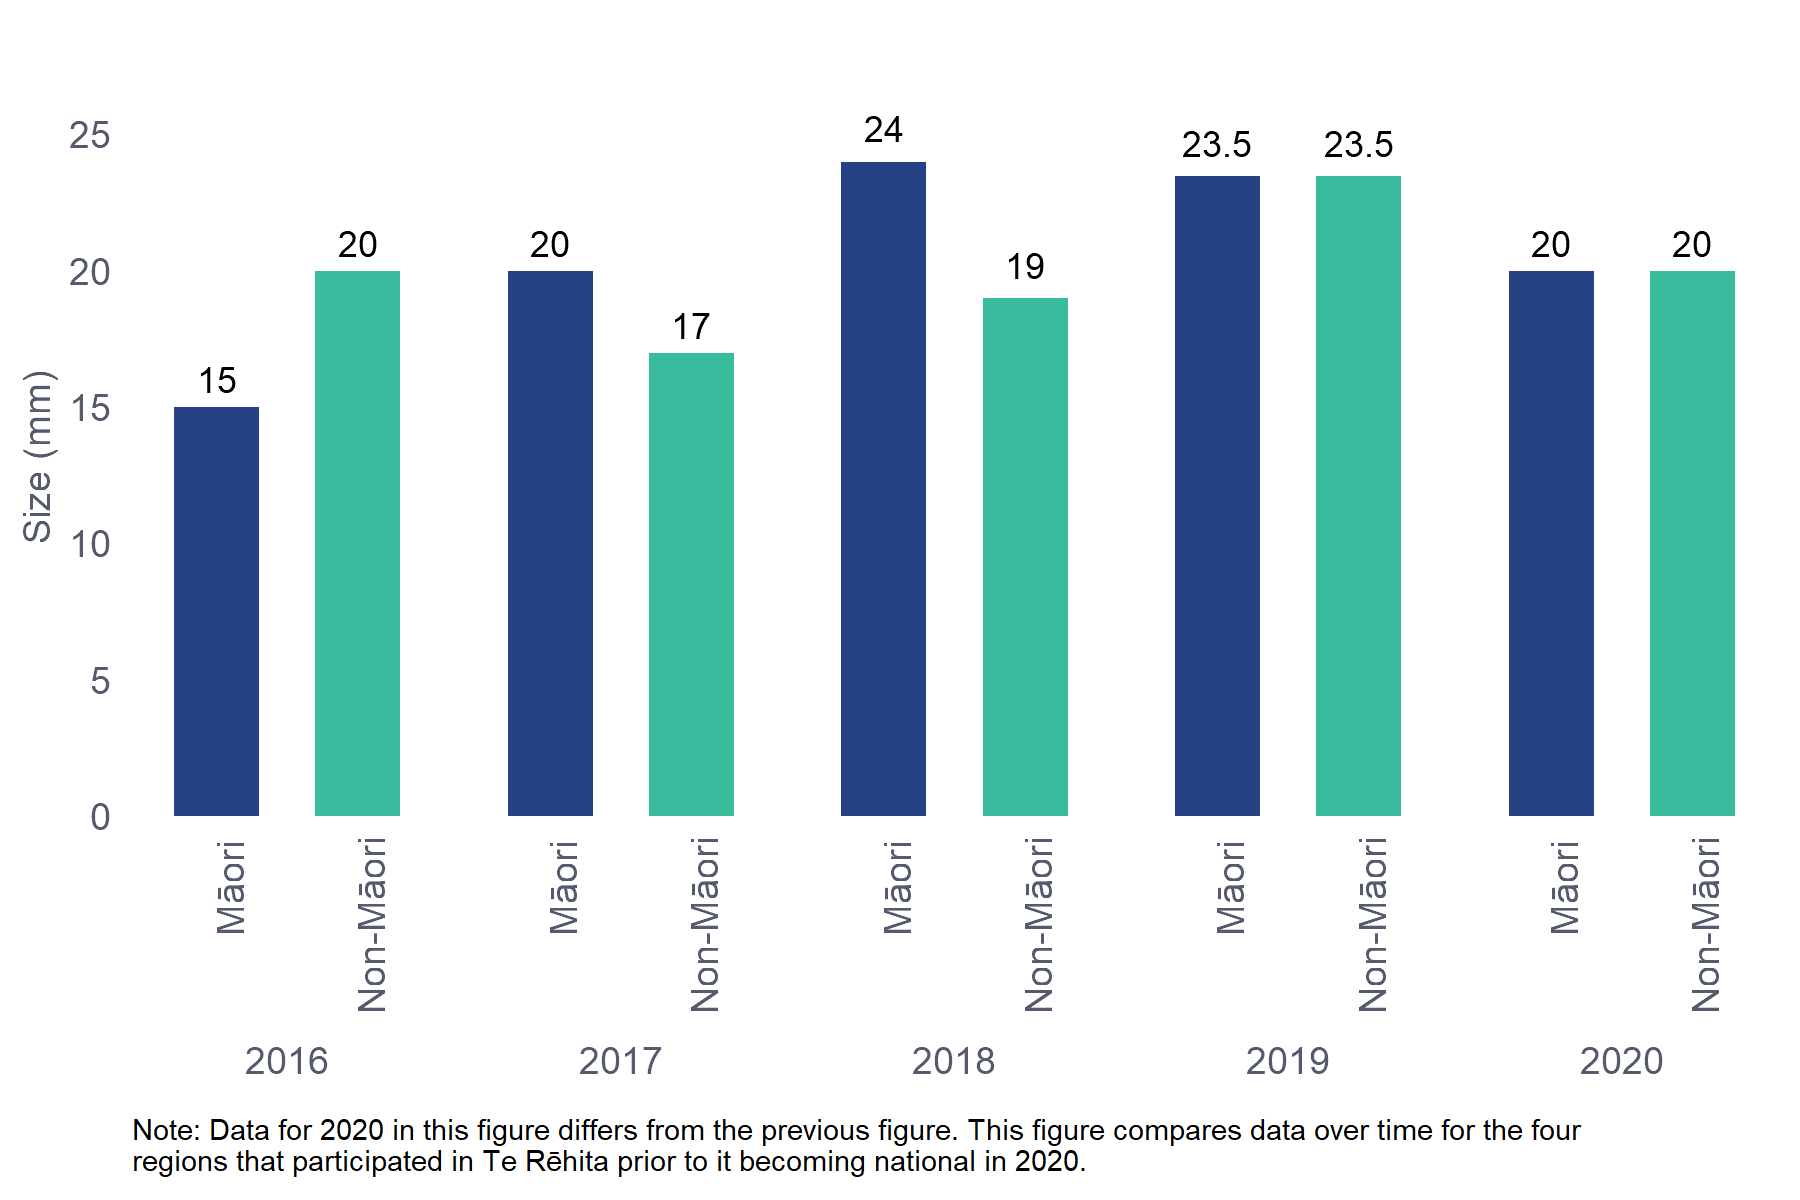 25
20
15
10
5
0
Size (mm)
15
20
20
17
24
19
23.5
23.5
20
20
Māori
Non-Māori
Māori
Non-Māori
Māori
Non-Māori
Māori
Non-Māori
Māori
Non-Māori
2016
2017
2018
2019
2020
Note: Data for 2020 in this figure differs from the previous figure. This figure compares data over time for the four
regions that participated in Te Rēhita prior to it becoming national in 2020.